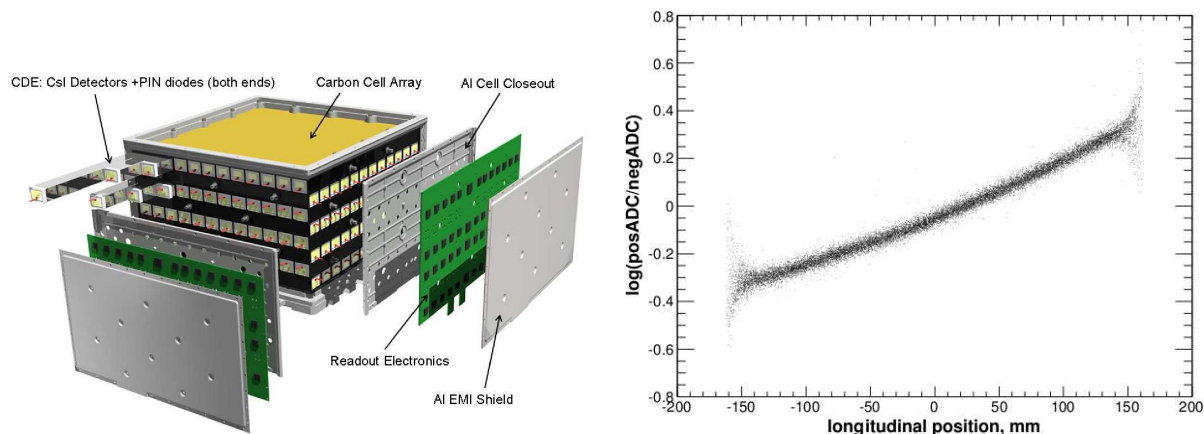 CDE: CsI Detectors +PIN diodes (both ends)
Carbon Cell Array
Al Cell Closeout
Readout Electronics
Al EMI Shield
log(posADC/negADC)
0.8
0.6
0.4
0.2
0
-0.2
-0.4
-0.6
-0.8
-200 -150 -100 -50 0 50 100 150 200
longitudinal position, mm